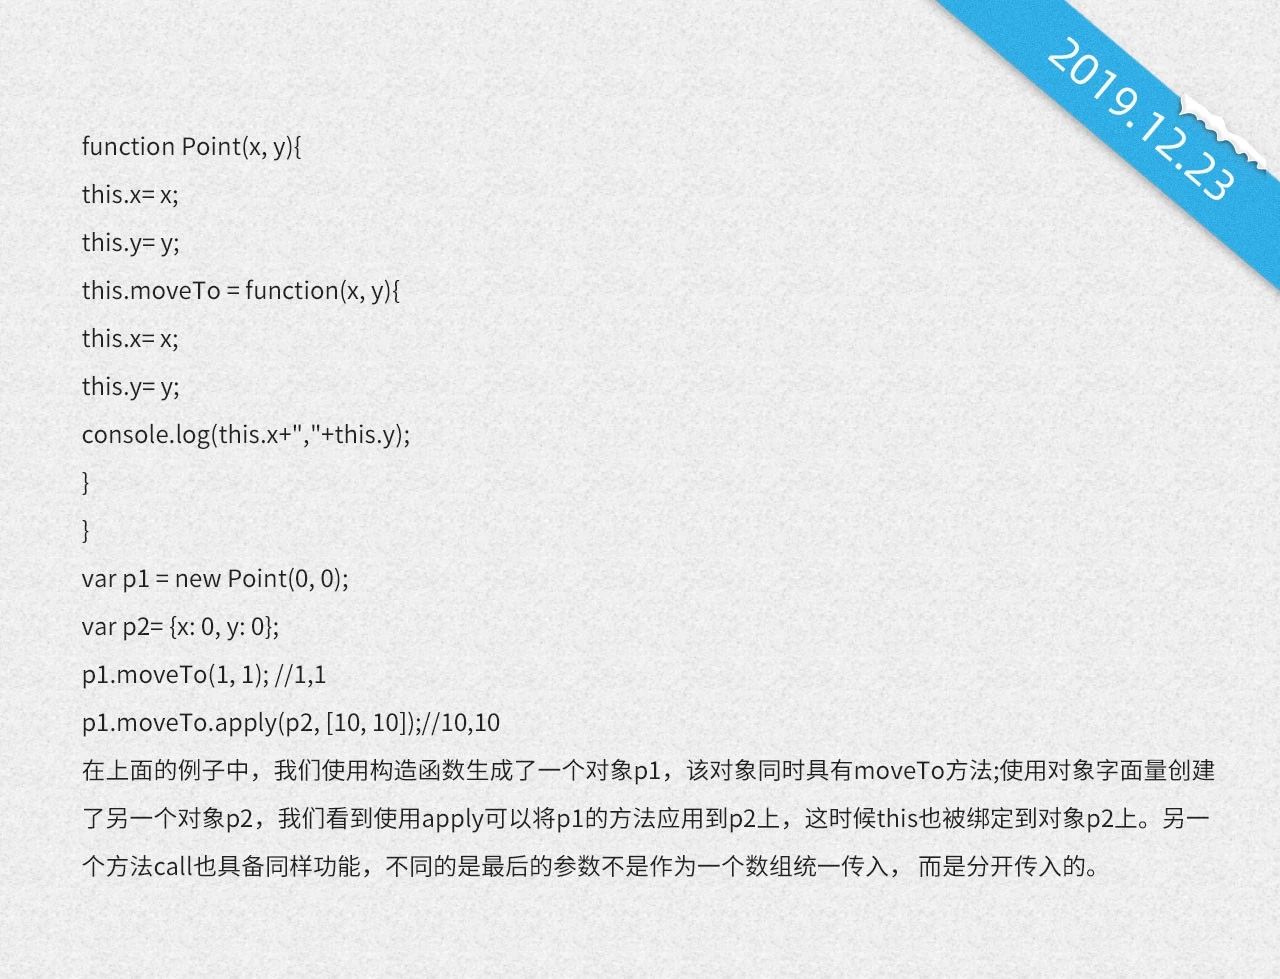 2019.12.23
function Point(x, y){
this.x= x;
this.y= y;
this.moveTo = function(x, y){
this.x= x;
this.y= y;
console.log(this.x+","+this.y);
}
}
var p1 = new Point(0, 0);
var p2= {x: 0, y: 0};
p1.moveTo(1, 1); //1,1
p1.moveTo.apply(p2, [10, 10]);//10,10
在上面的例子中，我们使用构造函数生成了一个对象p1，该对象同时具有moveTo方法;使用对象字面量创建
了另一个对象p2，我们看到使用apply可以将p1的方法应用到p2上，这时候this也被绑定到对象p2上。另一
个方法call也具备同样功能，不同的是最后的参数不是作为一个数组统一传入， 而是分开传入的。